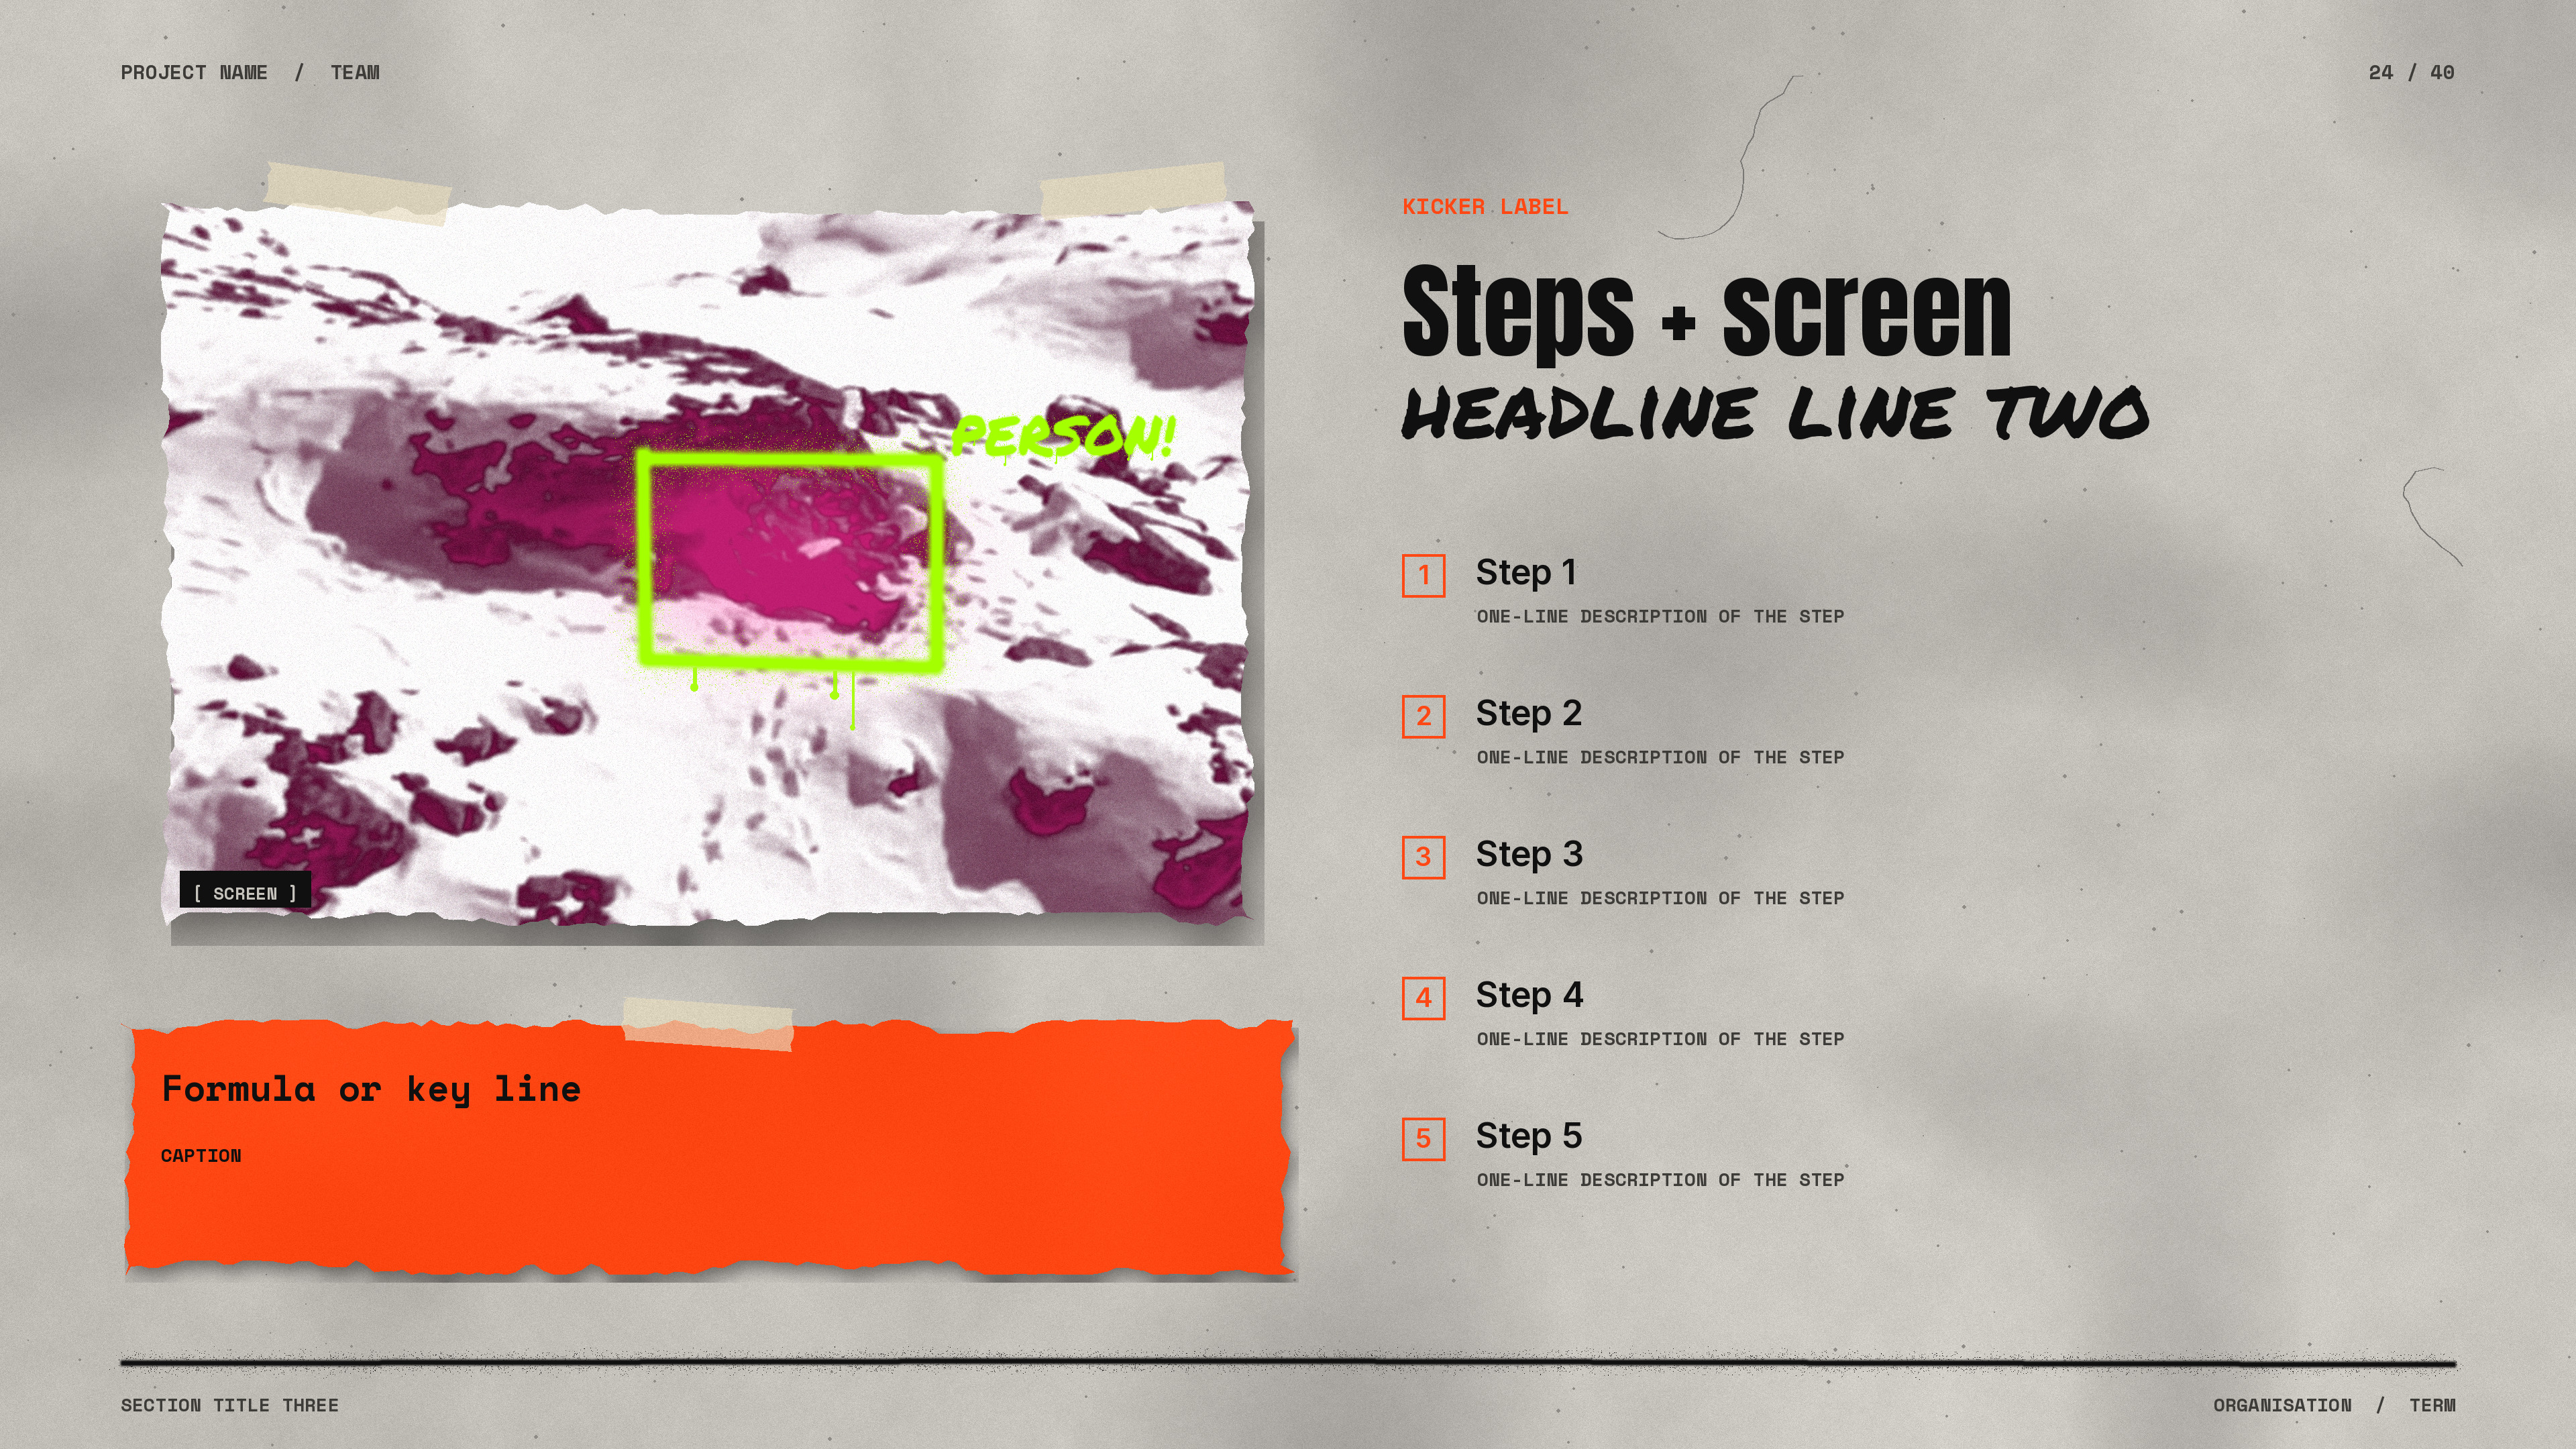 PROJECT NAME / TEAM
24 / 40
PERSON!
[ SCREEN ]
Formula or key line
CAPTION
KICKER LABEL
Steps + screen
HEADLINE LINE TWO
1 Step 1
ONE-LINE DESCRIPTION OF THE STEP
2 Step 2
ONE-LINE DESCRIPTION OF THE STEP
3 Step 3
ONE-LINE DESCRIPTION OF THE STEP
4 Step 4
ONE-LINE DESCRIPTION OF THE STEP
5 Step 5
ONE-LINE DESCRIPTION OF THE STEP
SECTION TITLE THREE
ORGANISATION / TERM